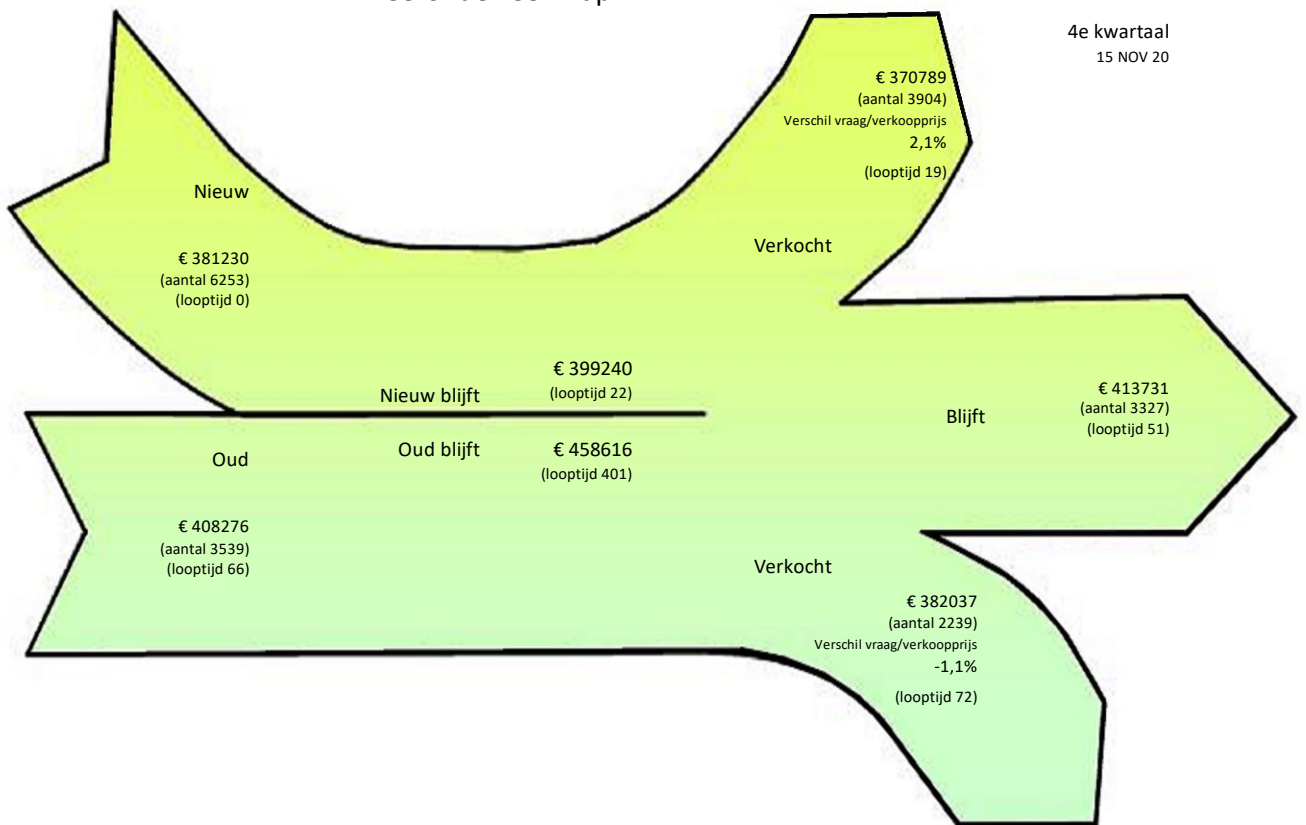 4e kwartaal
15 NOV 20
€ 370789
(aantal 3904)
Verschil vraag/verkoopprijs
2,1%
(looptijd 19)
Nieuw
Verkocht
€ 381230
(aantal 6253)
(looptijd 0)
€ 399240
Nieuw blijft
(looptijd 22)
€ 413731
(aantal 3327)
(looptijd 51)
Blijft
Oud
Oud blijft
€ 458616
(looptijd 401)
€ 408276
(aantal 3539)
(looptijd 66)
Verkocht
€ 382037
(aantal 2239)
Verschil vraag/verkoopprijs
-1,1%
(looptijd 72)